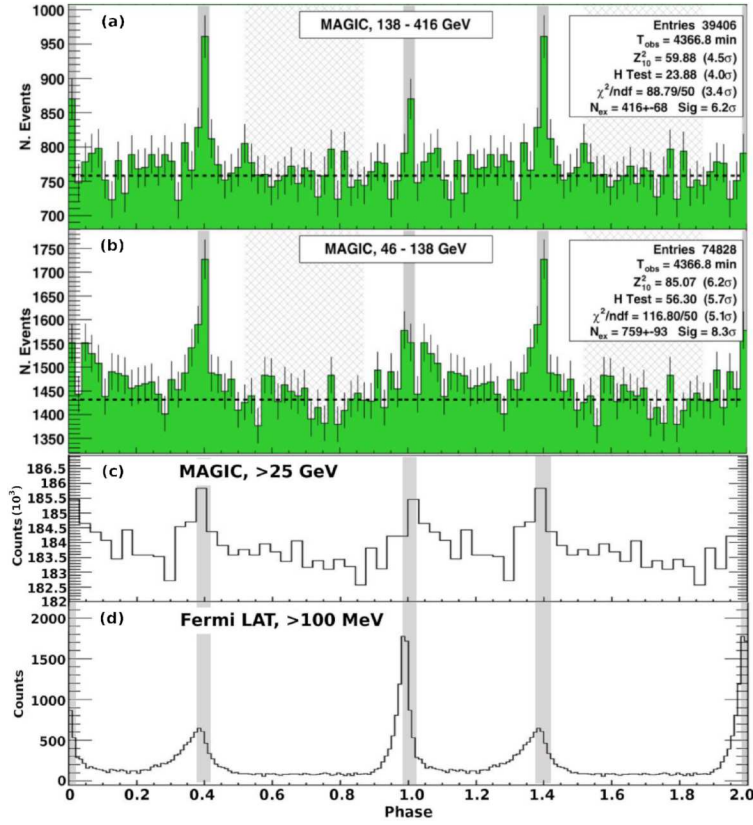 (a)
MAGIC, 138 - 416 GeV
Entries 39406
T_obs = 4366.8 min
Z²₁₀ = 59.88 (4.5σ)
H Test = 23.88 (4.0σ)
χ²/ndf = 88.79/50 (3.4σ)
N_ex = 416+-68 Sig = 6.2σ
N. Events
1000
950
900
850
800
750
700
(b)
MAGIC, 46 - 138 GeV
Entries 74828
T_obs = 4366.8 min
Z²₁₀ = 85.07 (6.2σ)
H Test = 56.30 (5.7σ)
χ²/ndf = 116.80/50 (5.1σ)
N_ex = 759+-93 Sig = 8.3σ
N. Events
1750
1700
1650
1600
1550
1500
1450
1400
1350
(c)
MAGIC, >25 GeV
Counts (10³)
186.5
186
185.5
185
184.5
184
183.5
183
182.5
182
(d)
Fermi LAT, >100 MeV
Counts
2000
1500
1000
500
0
0 0.2 0.4 0.6 0.8 1.0 1.2 1.4 1.6 1.8 2.0
Phase